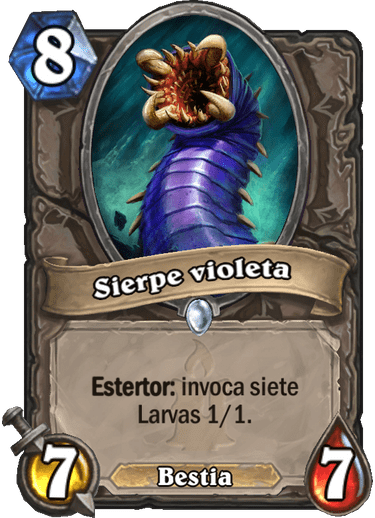 8
Sierpe violeta
Estertor: invoca siete
Larvas 1/1.
7
Bestia
7